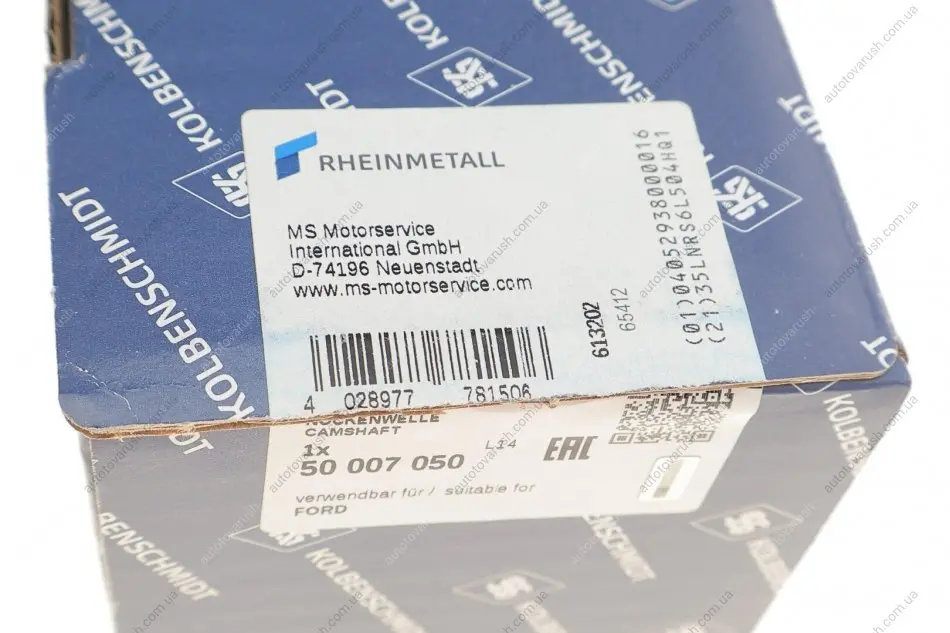 KOLBENSCHMIDT
KOLBENSCHMIDT
KOLBENSCHMIDT
RHEINMETALL
MS Motorservice
International GmbH
D-74196 Neuenstadt
www.ms-motorservice.com
613202
65412
(01)04052938000016
(21)35LNRS6L504HQ1
4 028977 781506
NOCKENWELLE
CAMSHAFT
1x
L14
EAC
50 007 050
verwendbar für / suitable for
FORD
KOLBENSCHMIDT
KOLBENSCHMIDT
autotovarush.com.ua